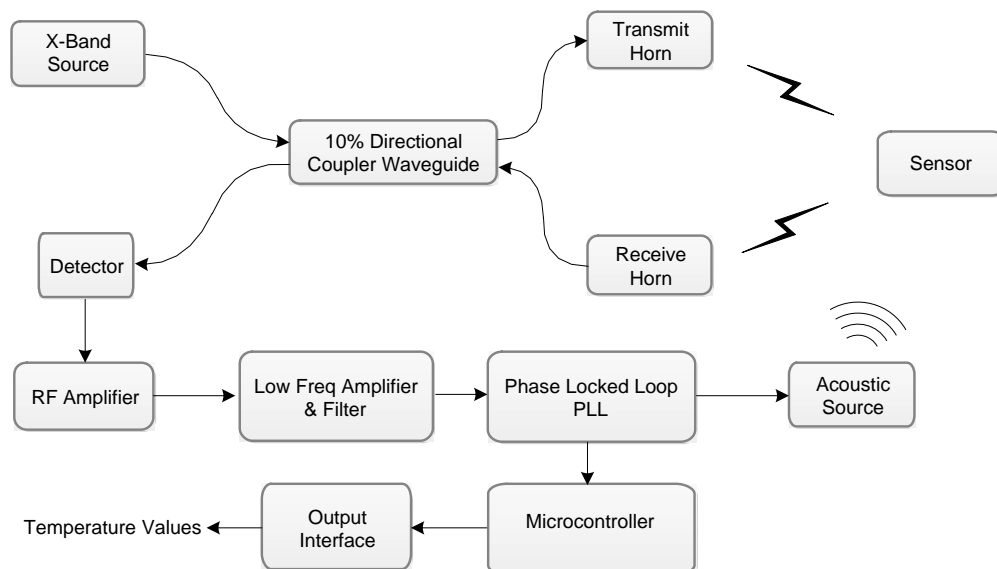 X-Band
Source
Transmit
Horn
10% Directional
Coupler Waveguide
Sensor
Detector
Receive
Horn
RF Amplifier
Low Freq Amplifier
& Filter
Phase Locked Loop
PLL
Acoustic
Source
Temperature Values
Output
Interface
Microcontroller